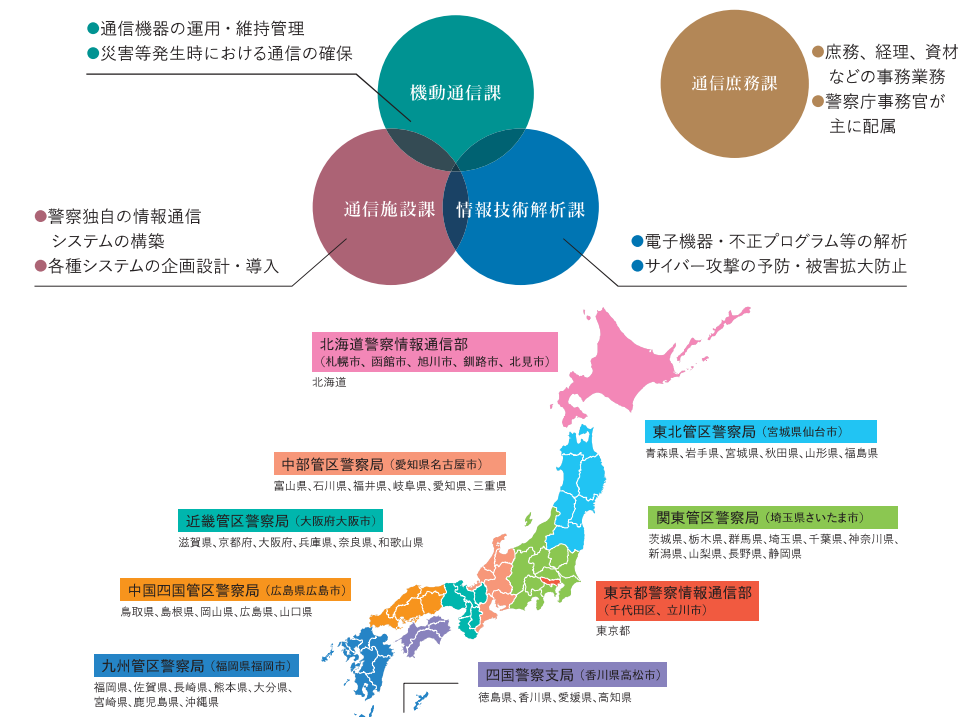 ●通信機器の運用・維持管理
●災害等発生時における通信の確保
機動通信課
通信庶務課
●庶務、経理、資材
などの事務業務
●警察庁事務官が
主に配属
通信施設課
情報技術解析課
●警察独自の情報通信
システムの構築
●各種システムの企画設計・導入
●電子機器・不正プログラム等の解析
●サイバー攻撃の予防・被害拡大防止
北海道警察情報通信部
（札幌市、函館市、旭川市、釧路市、北見市）
北海道
東北管区警察局（宮城県仙台市）
青森県、岩手県、宮城県、秋田県、山形県、福島県
中部管区警察局（愛知県名古屋市）
富山県、石川県、福井県、岐阜県、愛知県、三重県
近畿管区警察局（大阪府大阪市）
滋賀県、京都府、大阪府、兵庫県、奈良県、和歌山県
関東管区警察局（埼玉県さいたま市）
茨城県、栃木県、群馬県、埼玉県、千葉県、神奈川県、
新潟県、山梨県、長野県、静岡県
中国四国管区警察局（広島県広島市）
鳥取県、島根県、岡山県、広島県、山口県
東京都警察情報通信部
（千代田区、立川市）
東京都
九州管区警察局（福岡県福岡市）
福岡県、佐賀県、長崎県、熊本県、大分県、
宮崎県、鹿児島県、沖縄県
四国警察支局（香川県高松市）
徳島県、香川県、愛媛県、高知県